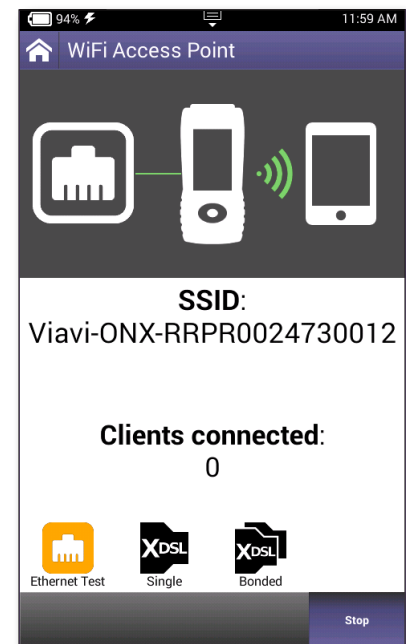 94% 11:59 AM
WiFi Access Point
SSID:
Viavi-ONX-RRPR0024730012
Clients connected:
0
XDSL XDSL
Ethernet Test Single Bonded
Stop